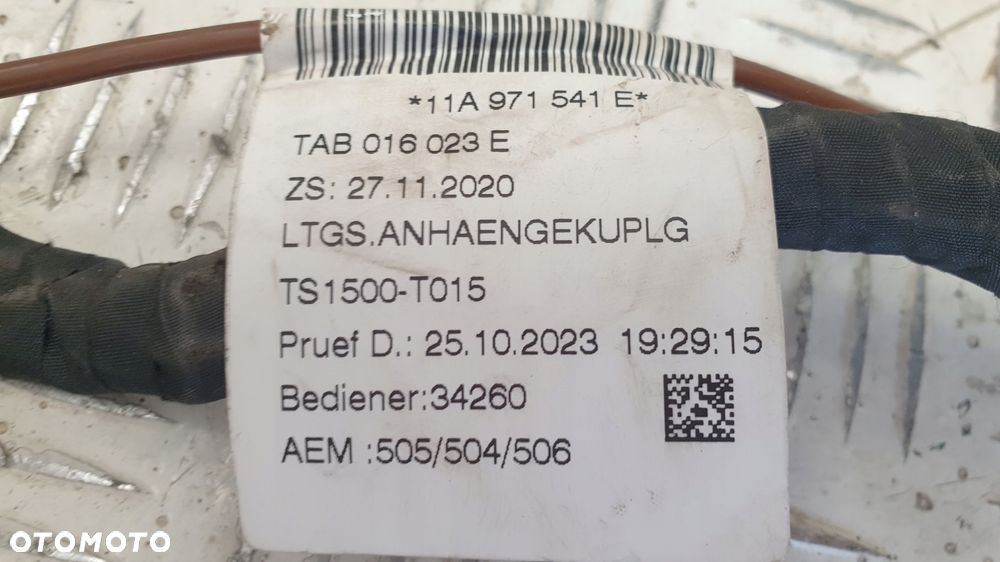 *11A 971 541 E*
TAB 016 023 E
ZS: 27.11.2020
LTGS.ANHAENGEKUPLG
TS1500-T015
Pruef D.: 25.10.2023 19:29:15
Bediener:34260
AEM :505/504/506
OTOMOTO